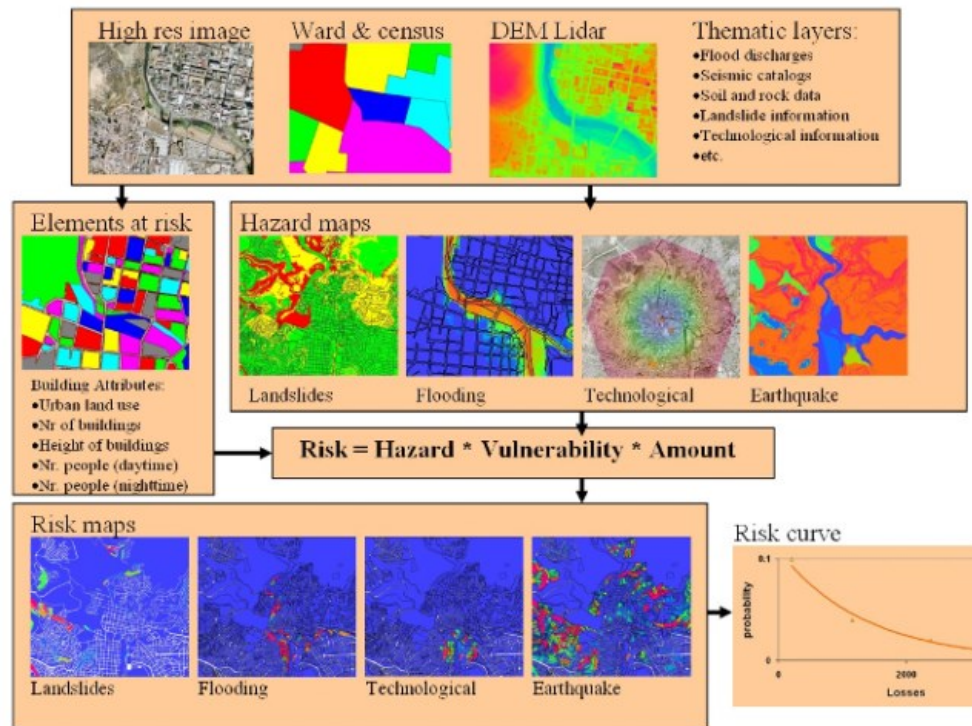 High res image
Ward & census
DEM Lidar
Thematic layers:
•Flood discharges
•Seismic catalogs
•Soil and rock data
•Landslide information
•Technological information
•etc.
Elements at risk
Building Attributes:
•Urban land use
•Nr of buildings
•Height of buildings
•Nr. people (daytime)
•Nr. people (nighttime)
Hazard maps
Landslides
Flooding
Technological
Earthquake
Risk = Hazard * Vulnerability * Amount
Risk maps
Landslides
Flooding
Technological
Earthquake
Risk curve
0.1
probability
0
2000
Losses